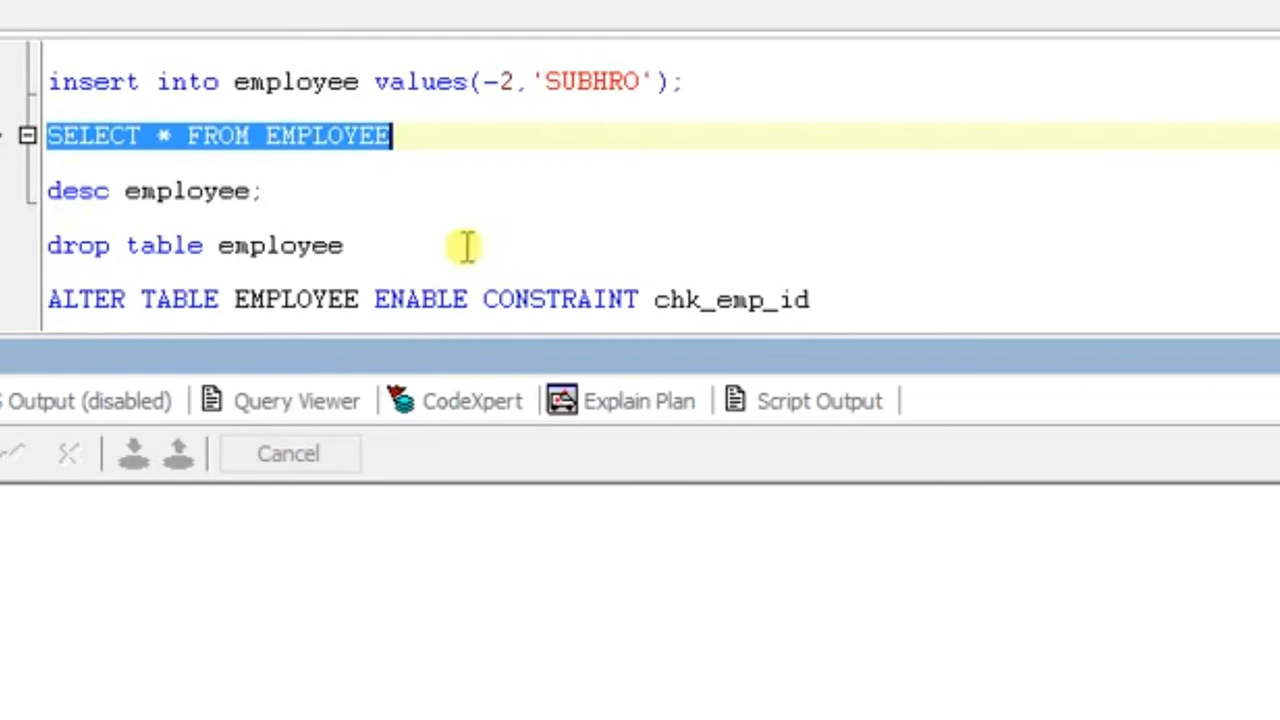 insert into employee values(-2,'SUBHRO');
SELECT * FROM EMPLOYEE
desc employee;
drop table employee
ALTER TABLE EMPLOYEE ENABLE CONSTRAINT chk_emp_id
Output (disabled) Query Viewer CodeXpert Explain Plan Script Output
Cancel